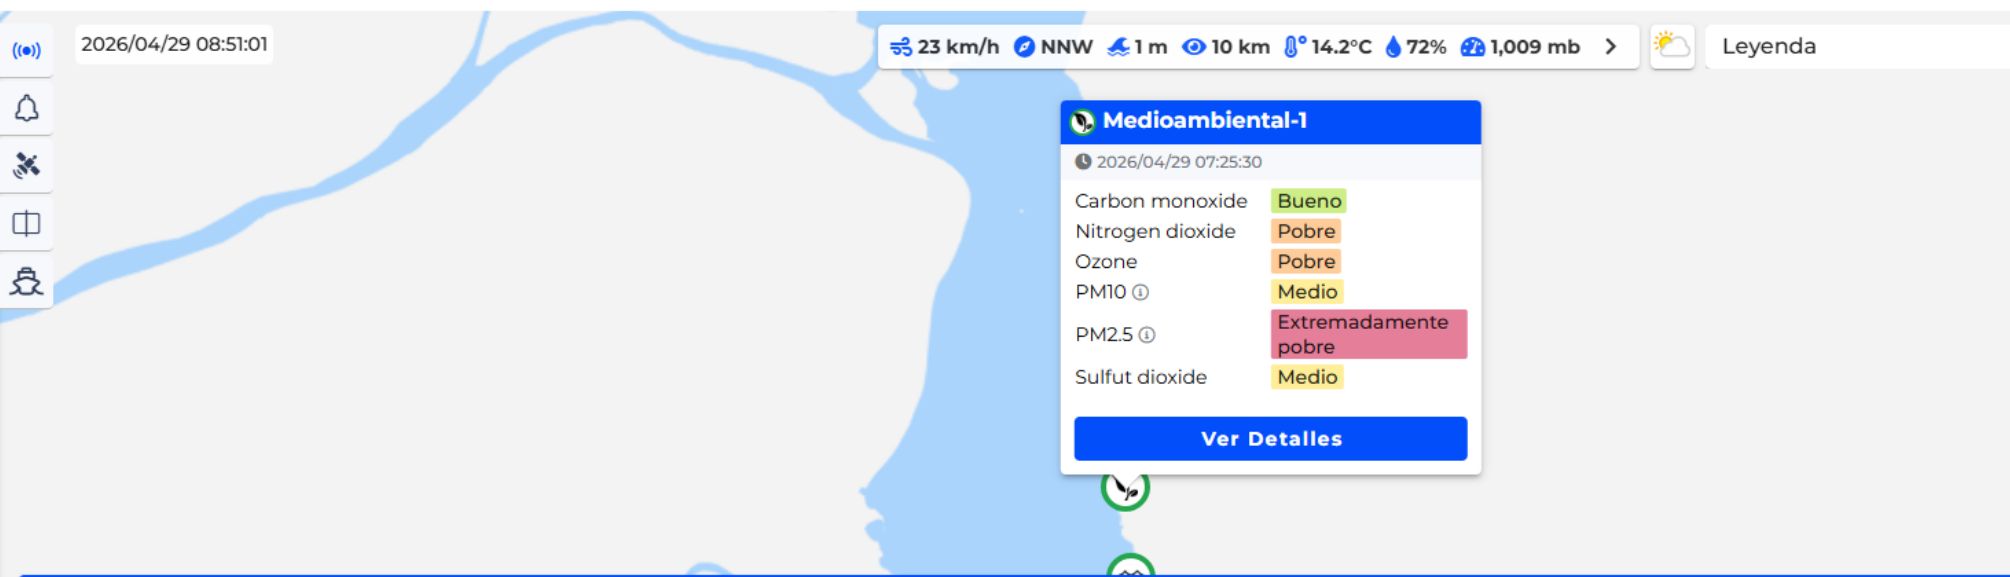 2026/04/29 08:51:01
23 km/h NNW 1 m 10 km 14.2°C 72% 1,009 mb
Leyenda
Medioambiental-1
2026/04/29 07:25:30
Carbon monoxide Bueno
Nitrogen dioxide Pobre
Ozone Pobre
PM10 Medio
PM2.5 Extremadamente
pobre
Sulfut dioxide Medio
Ver Detalles